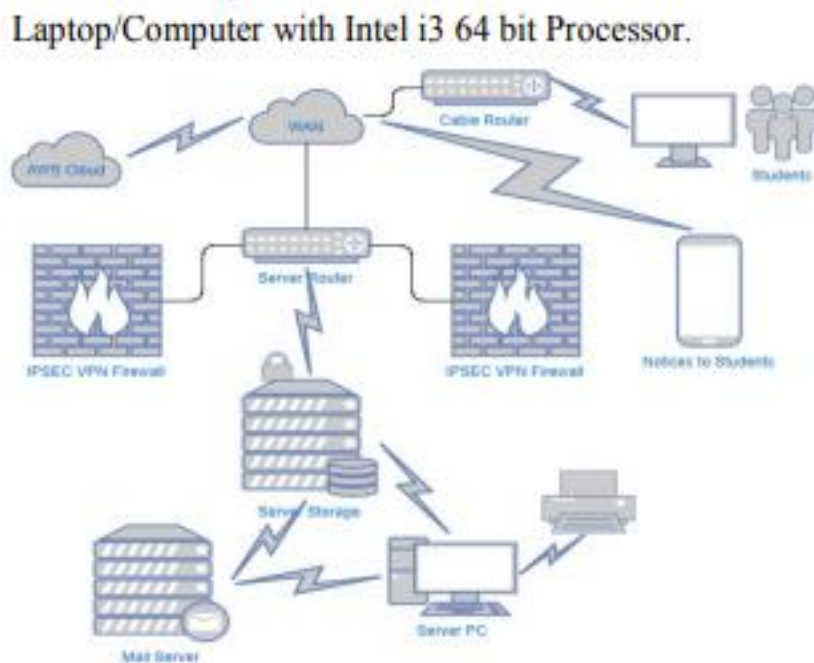 Laptop/Computer with Intel i3 64 bit Processor.
WAN
Cable Router
AWS Cloud
Students
Server Router
IPSEC VPN Firewall
IPSEC VPN Firewall
Notices to Students
Server Storage
Server PC
Mail Server